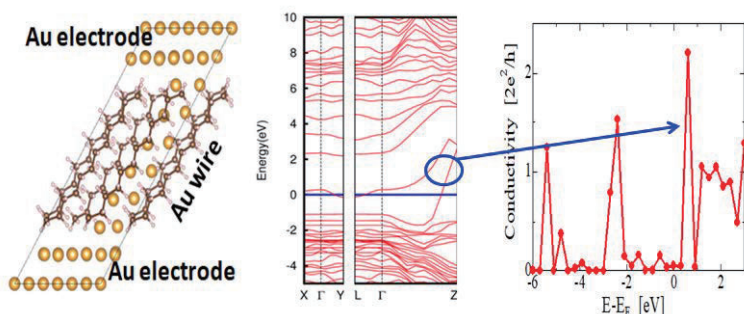 Au electrode
Au wire
Au electrode
Energy(eV)
10
8
6
4
2
0
-2
-4
X Γ Y L Γ Z
Conductivity [2e²/h]
2
1
0
-6 -4 -2 0 2
E-E_F [eV]